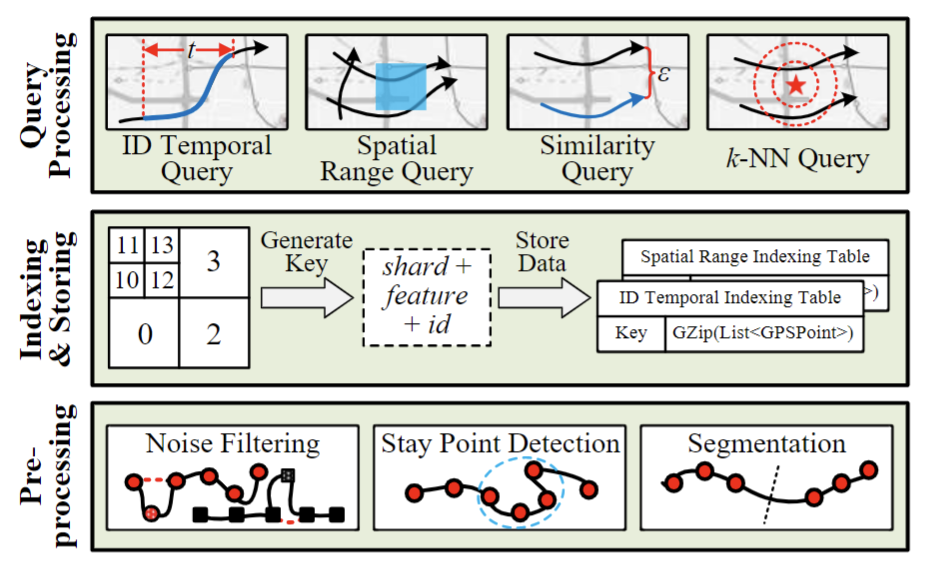 Query
Processing
t
ε
ID Temporal
Query
Spatial
Range Query
Similarity
Query
k-NN Query
Indexing
& Storing
11 13
10 12
3
0
2
Generate
Key
shard +
feature
+ id
Store
Data
Spatial Range Indexing Table
>)
ID Temporal Indexing Table
Key GZip(List<GPSPoint>)
Pre-
processing
Noise Filtering
Stay Point Detection
Segmentation